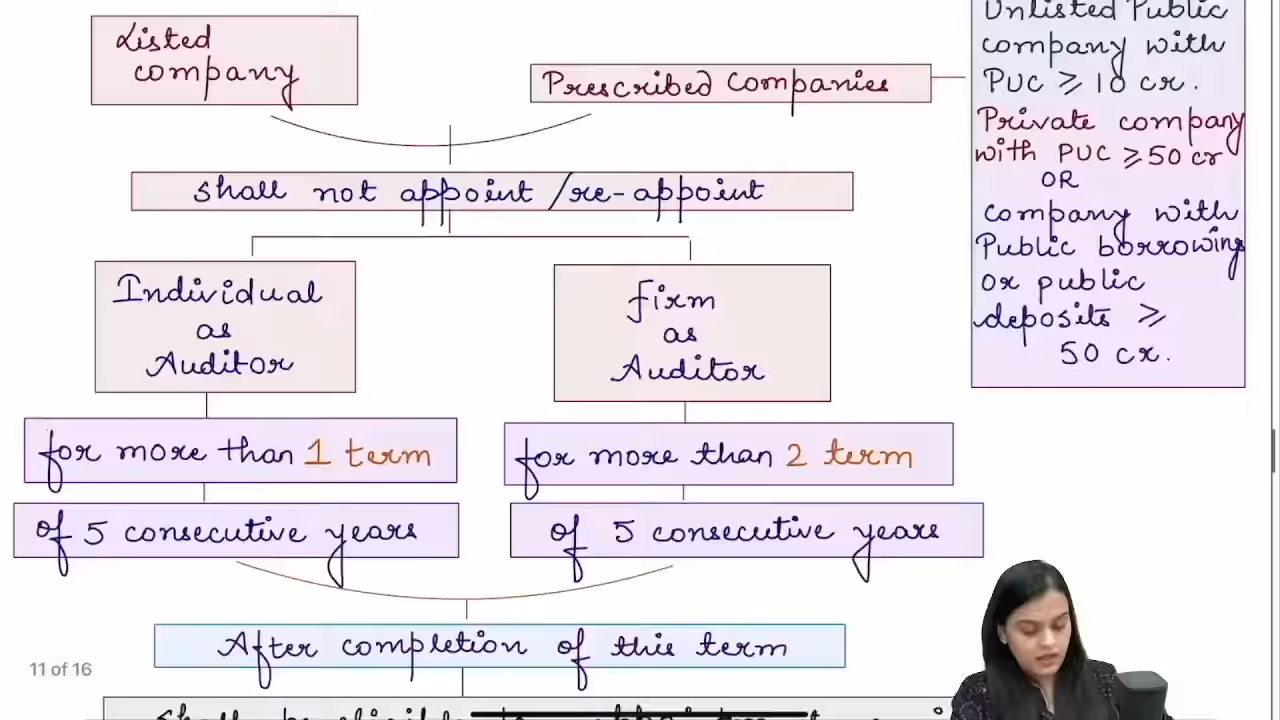 Listed
company
Prescribed Companies
Unlisted Public
company with
PUC ≥ 10 cr.
Private company
with PUC ≥ 50 cr
OR
company with
Public borrowing
or public
deposits ≥
50 cr.
shall not appoint / re-appoint
Individual
as
Auditor
firm
as
Auditor
for more than 1 term
for more than 2 term
of 5 consecutive years
of 5 consecutive years
After completion of this term
11 of 16
shall be eligible